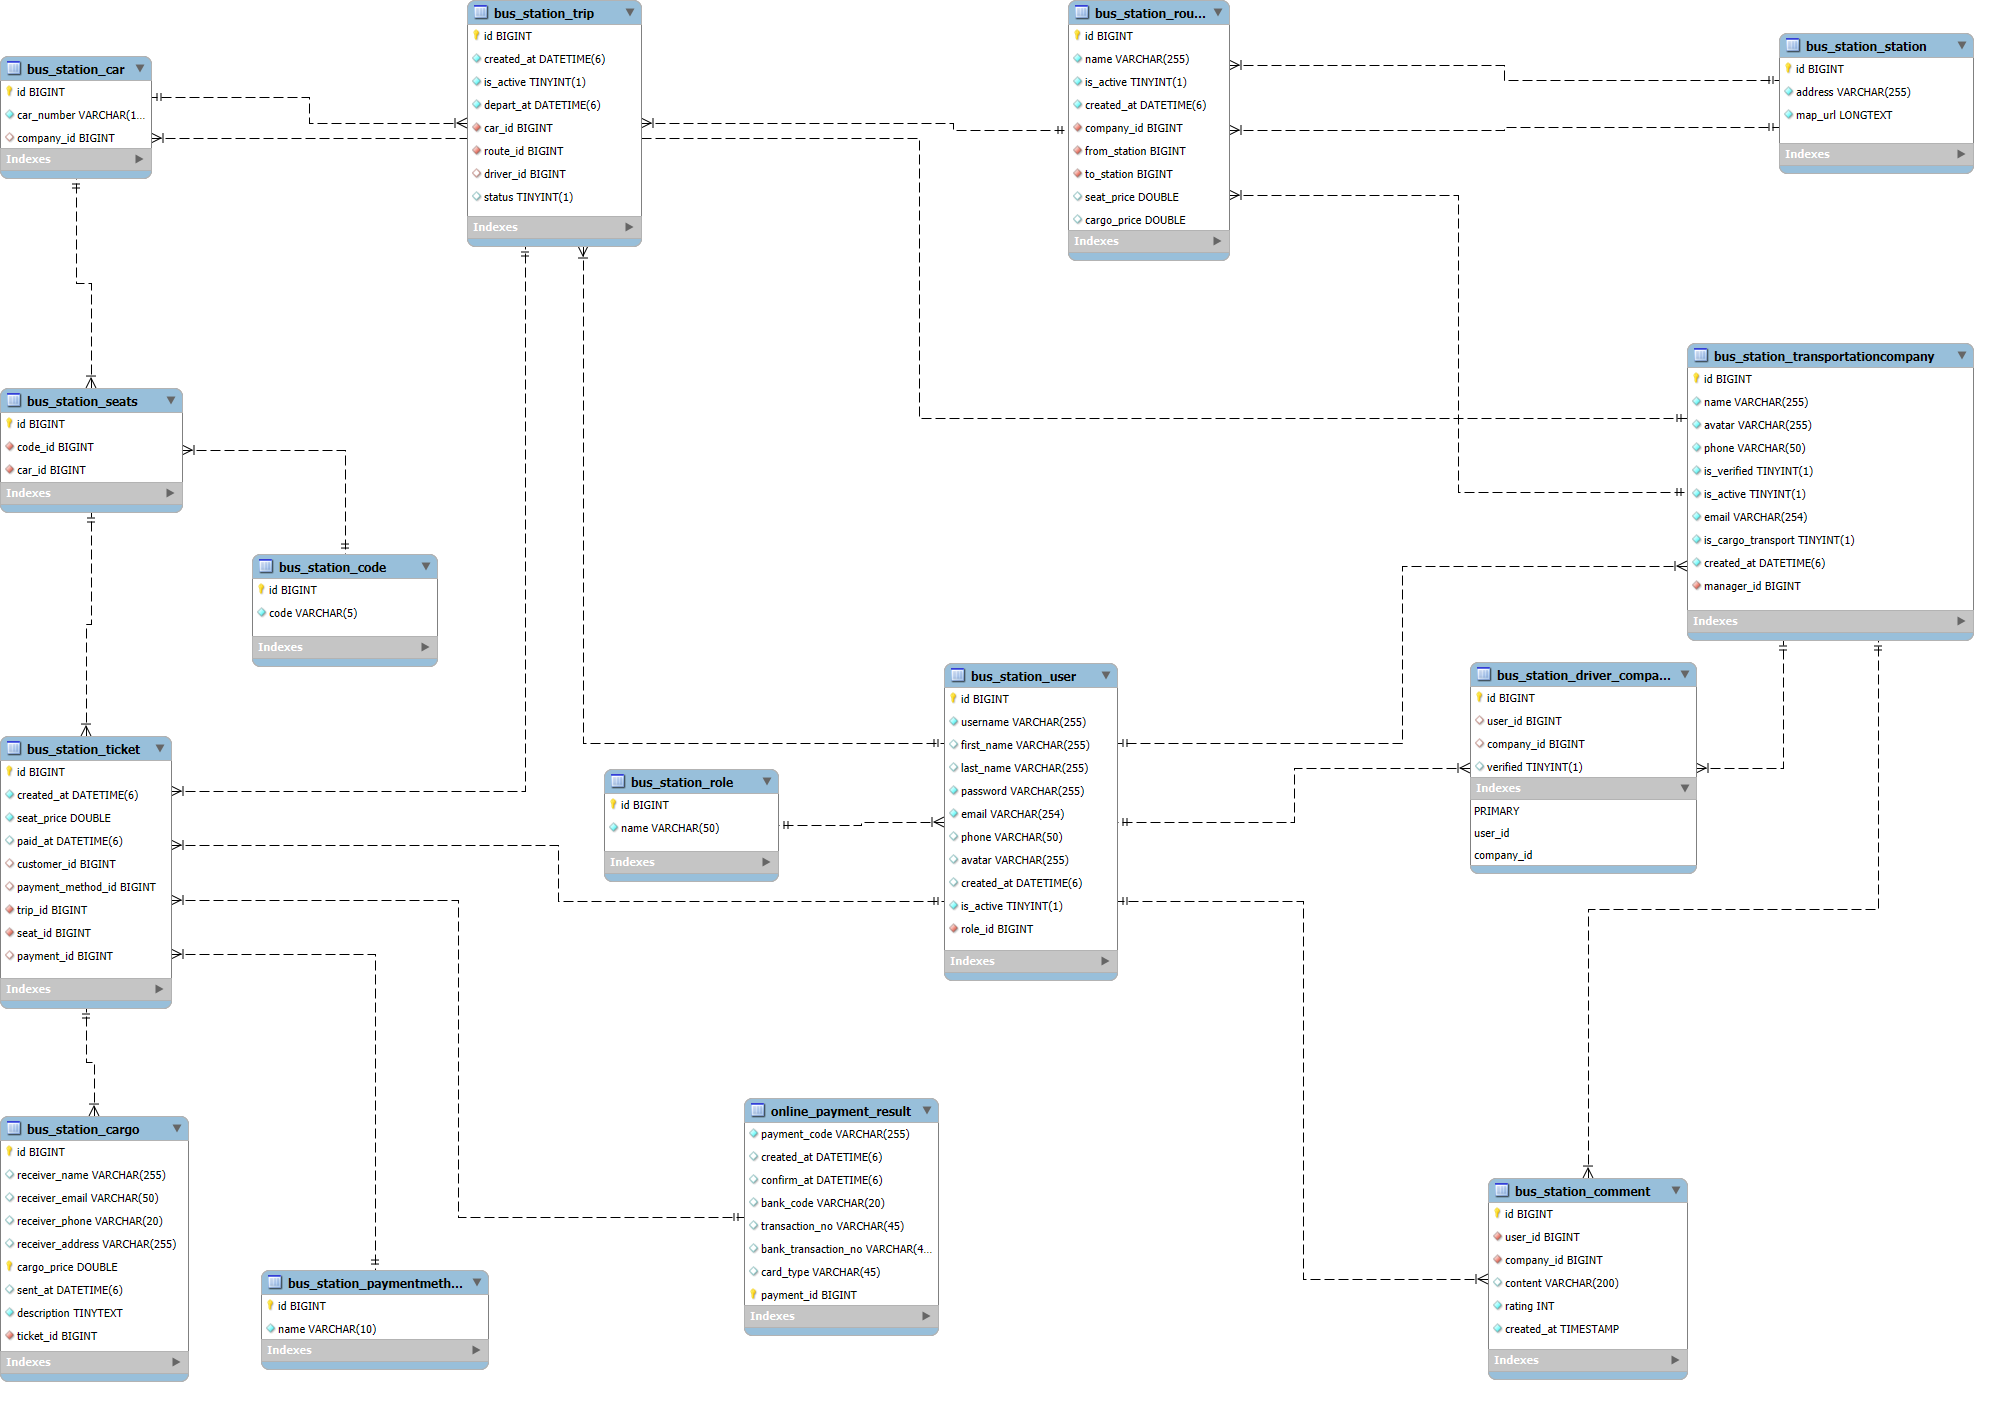 bus_station_trip
id BIGINT
created_at DATETIME(6)
is_active TINYINT(1)
depart_at DATETIME(6)
car_id BIGINT
route_id BIGINT
driver_id BIGINT
status TINYINT(1)
Indexes
bus_station_rou...
id BIGINT
name VARCHAR(255)
is_active TINYINT(1)
created_at DATETIME(6)
company_id BIGINT
from_station BIGINT
to_station BIGINT
seat_price DOUBLE
cargo_price DOUBLE
Indexes
bus_station_station
id BIGINT
address VARCHAR(255)
map_url LONGTEXT
Indexes
bus_station_car
id BIGINT
car_number VARCHAR(1...
company_id BIGINT
Indexes
bus_station_transportationcompany
id BIGINT
name VARCHAR(255)
avatar VARCHAR(255)
phone VARCHAR(50)
is_verified TINYINT(1)
is_active TINYINT(1)
email VARCHAR(254)
is_cargo_transport TINYINT(1)
created_at DATETIME(6)
manager_id BIGINT
Indexes
bus_station_seats
id BIGINT
code_id BIGINT
car_id BIGINT
Indexes
bus_station_code
id BIGINT
code VARCHAR(5)
Indexes
bus_station_user
id BIGINT
username VARCHAR(255)
first_name VARCHAR(255)
last_name VARCHAR(255)
password VARCHAR(255)
email VARCHAR(254)
phone VARCHAR(50)
avatar VARCHAR(255)
created_at DATETIME(6)
is_active TINYINT(1)
role_id BIGINT
Indexes
bus_station_driver_compa...
id BIGINT
user_id BIGINT
company_id BIGINT
verified TINYINT(1)
Indexes
PRIMARY
user_id
company_id
bus_station_ticket
id BIGINT
created_at DATETIME(6)
seat_price DOUBLE
paid_at DATETIME(6)
customer_id BIGINT
payment_method_id BIGINT
trip_id BIGINT
seat_id BIGINT
payment_id BIGINT
Indexes
bus_station_role
id BIGINT
name VARCHAR(50)
Indexes
bus_station_cargo
id BIGINT
receiver_name VARCHAR(255)
receiver_email VARCHAR(50)
receiver_phone VARCHAR(20)
receiver_address VARCHAR(255)
cargo_price DOUBLE
sent_at DATETIME(6)
description TINYTEXT
ticket_id BIGINT
Indexes
bus_station_paymentmeth...
id BIGINT
name VARCHAR(10)
Indexes
online_payment_result
payment_code VARCHAR(255)
created_at DATETIME(6)
confirm_at DATETIME(6)
bank_code VARCHAR(20)
transaction_no VARCHAR(45)
bank_transaction_no VARCHAR(4...
card_type VARCHAR(45)
payment_id BIGINT
Indexes
bus_station_comment
id BIGINT
user_id BIGINT
company_id BIGINT
content VARCHAR(200)
rating INT
created_at TIMESTAMP
Indexes